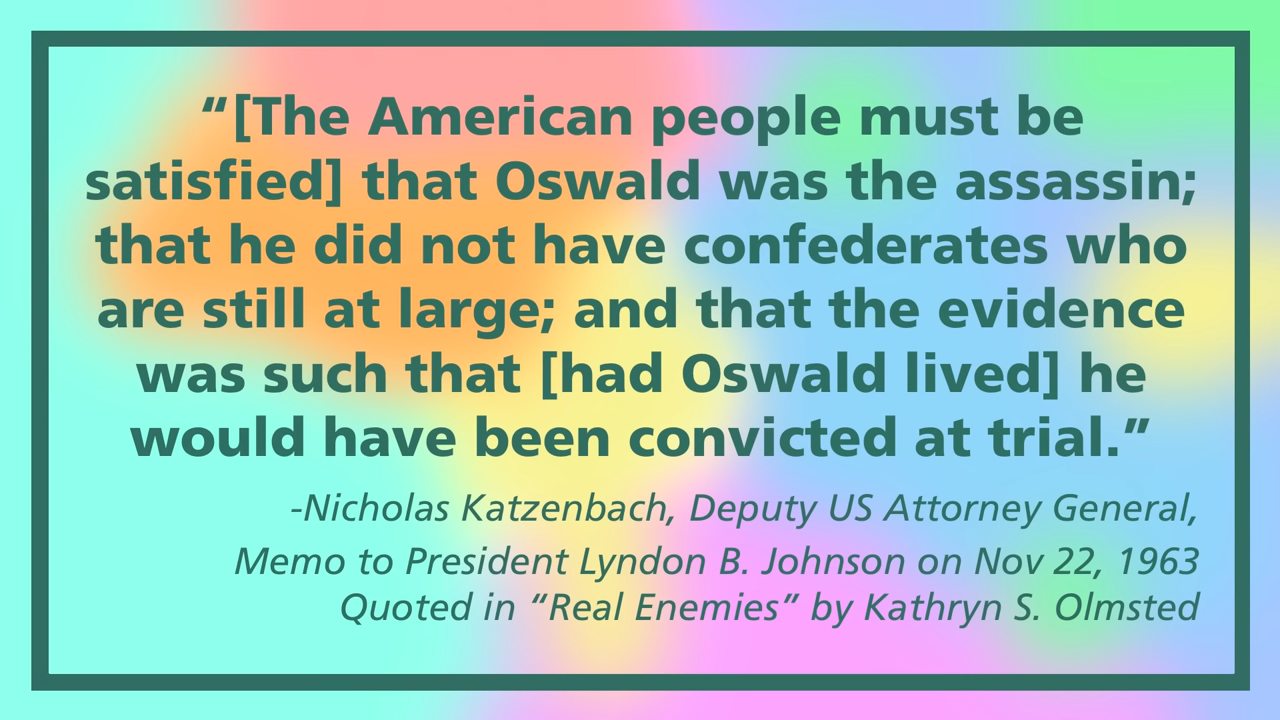 “[The American people must be
satisfied] that Oswald was the assassin;
that he did not have confederates who
are still at large; and that the evidence
was such that [had Oswald lived] he
would have been convicted at trial.”
-Nicholas Katzenbach, Deputy US Attorney General,
Memo to President Lyndon B. Johnson on Nov 22, 1963
Quoted in “Real Enemies” by Kathryn S. Olmsted